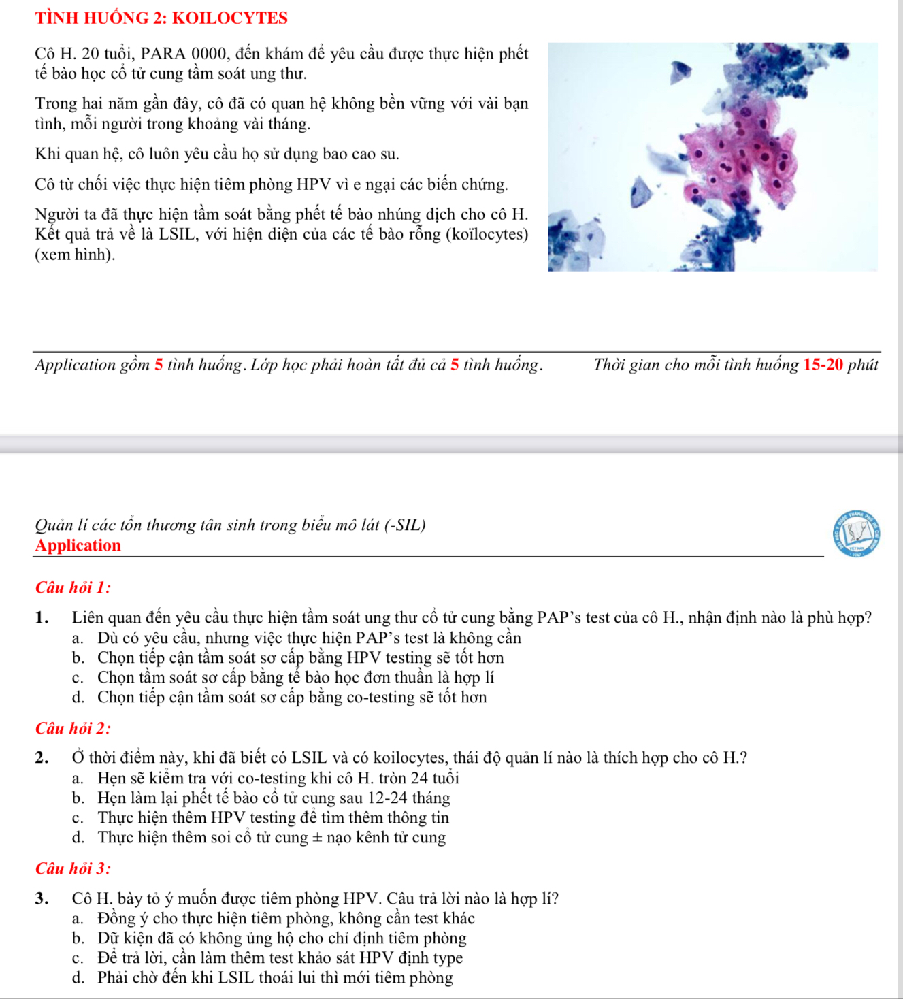 TÌNH HUỐNG 2: KOILOCYTES
Cô H. 20 tuổi, PARA 0000, đến khám để yêu cầu được thực hiện phết
tế bào học cổ tử cung tầm soát ung thư.
Trong hai năm gần đây, cô đã có quan hệ không bền vững với vài bạn
tình, mỗi người trong khoảng vài tháng.
Khi quan hệ, cô luôn yêu cầu họ sử dụng bao cao su.
Cô từ chối việc thực hiện tiêm phòng HPV vì e ngại các biến chứng.
Người ta đã thực hiện tầm soát bằng phết tế bào nhúng dịch cho cô H.
Kết quả trả về là LSIL, với hiện diện của các tế bào rỗng (koïlocytes)
(xem hình).
Application gồm 5 tình huống. Lớp học phải hoàn tất đủ cả 5 tình huống. Thời gian cho mỗi tình huống 15-20 phút
Quản lí các tổn thương tân sinh trong biểu mô lát (-SIL)
Application
Câu hỏi 1:
1. Liên quan đến yêu cầu thực hiện tầm soát ung thư cổ tử cung bằng PAP’s test của cô H., nhận định nào là phù hợp?
a. Dù có yêu cầu, nhưng việc thực hiện PAP’s test là không cần
b. Chọn tiếp cận tầm soát sơ cấp bằng HPV testing sẽ tốt hơn
c. Chọn tầm soát sơ cấp bằng tế bào học đơn thuần là hợp lí
d. Chọn tiếp cận tầm soát sơ cấp bằng co-testing sẽ tốt hơn
Câu hỏi 2:
2. Ở thời điểm này, khi đã biết có LSIL và có koilocytes, thái độ quản lí nào là thích hợp cho cô H.?
a. Hẹn sẽ kiểm tra với co-testing khi cô H. tròn 24 tuổi
b. Hẹn làm lại phết tế bào cổ tử cung sau 12-24 tháng
c. Thực hiện thêm HPV testing để tìm thêm thông tin
d. Thực hiện thêm soi cổ tử cung ± nạo kênh tử cung
Câu hỏi 3:
3. Cô H. bày tỏ ý muốn được tiêm phòng HPV. Câu trả lời nào là hợp lí?
a. Đồng ý cho thực hiện tiêm phòng, không cần test khác
b. Dữ kiện đã có không ủng hộ cho chỉ định tiêm phòng
c. Để trả lời, cần làm thêm test khảo sát HPV định type
d. Phải chờ đến khi LSIL thoái lui thì mới tiêm phòng